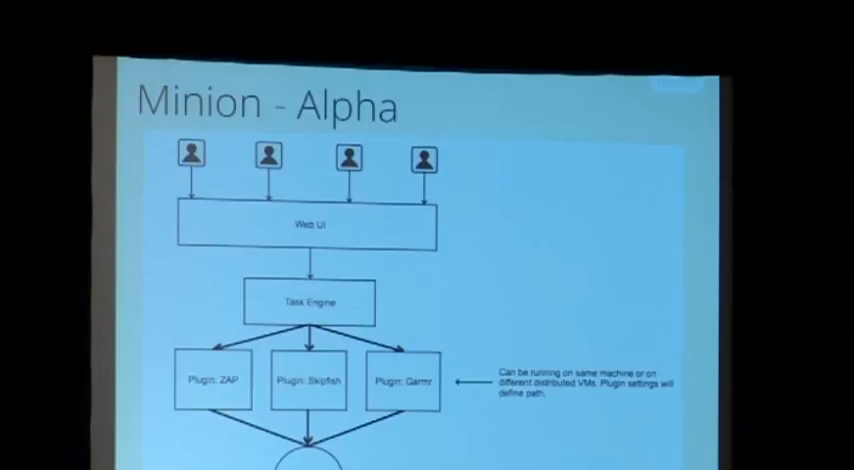 Minion - Alpha
Web UI
Task Engine
Plugin: ZAP
Plugin: Skipfish
Plugin: Garmr
Can be running on same machine or on
different distributed VMs. Plugin settings will
define path.